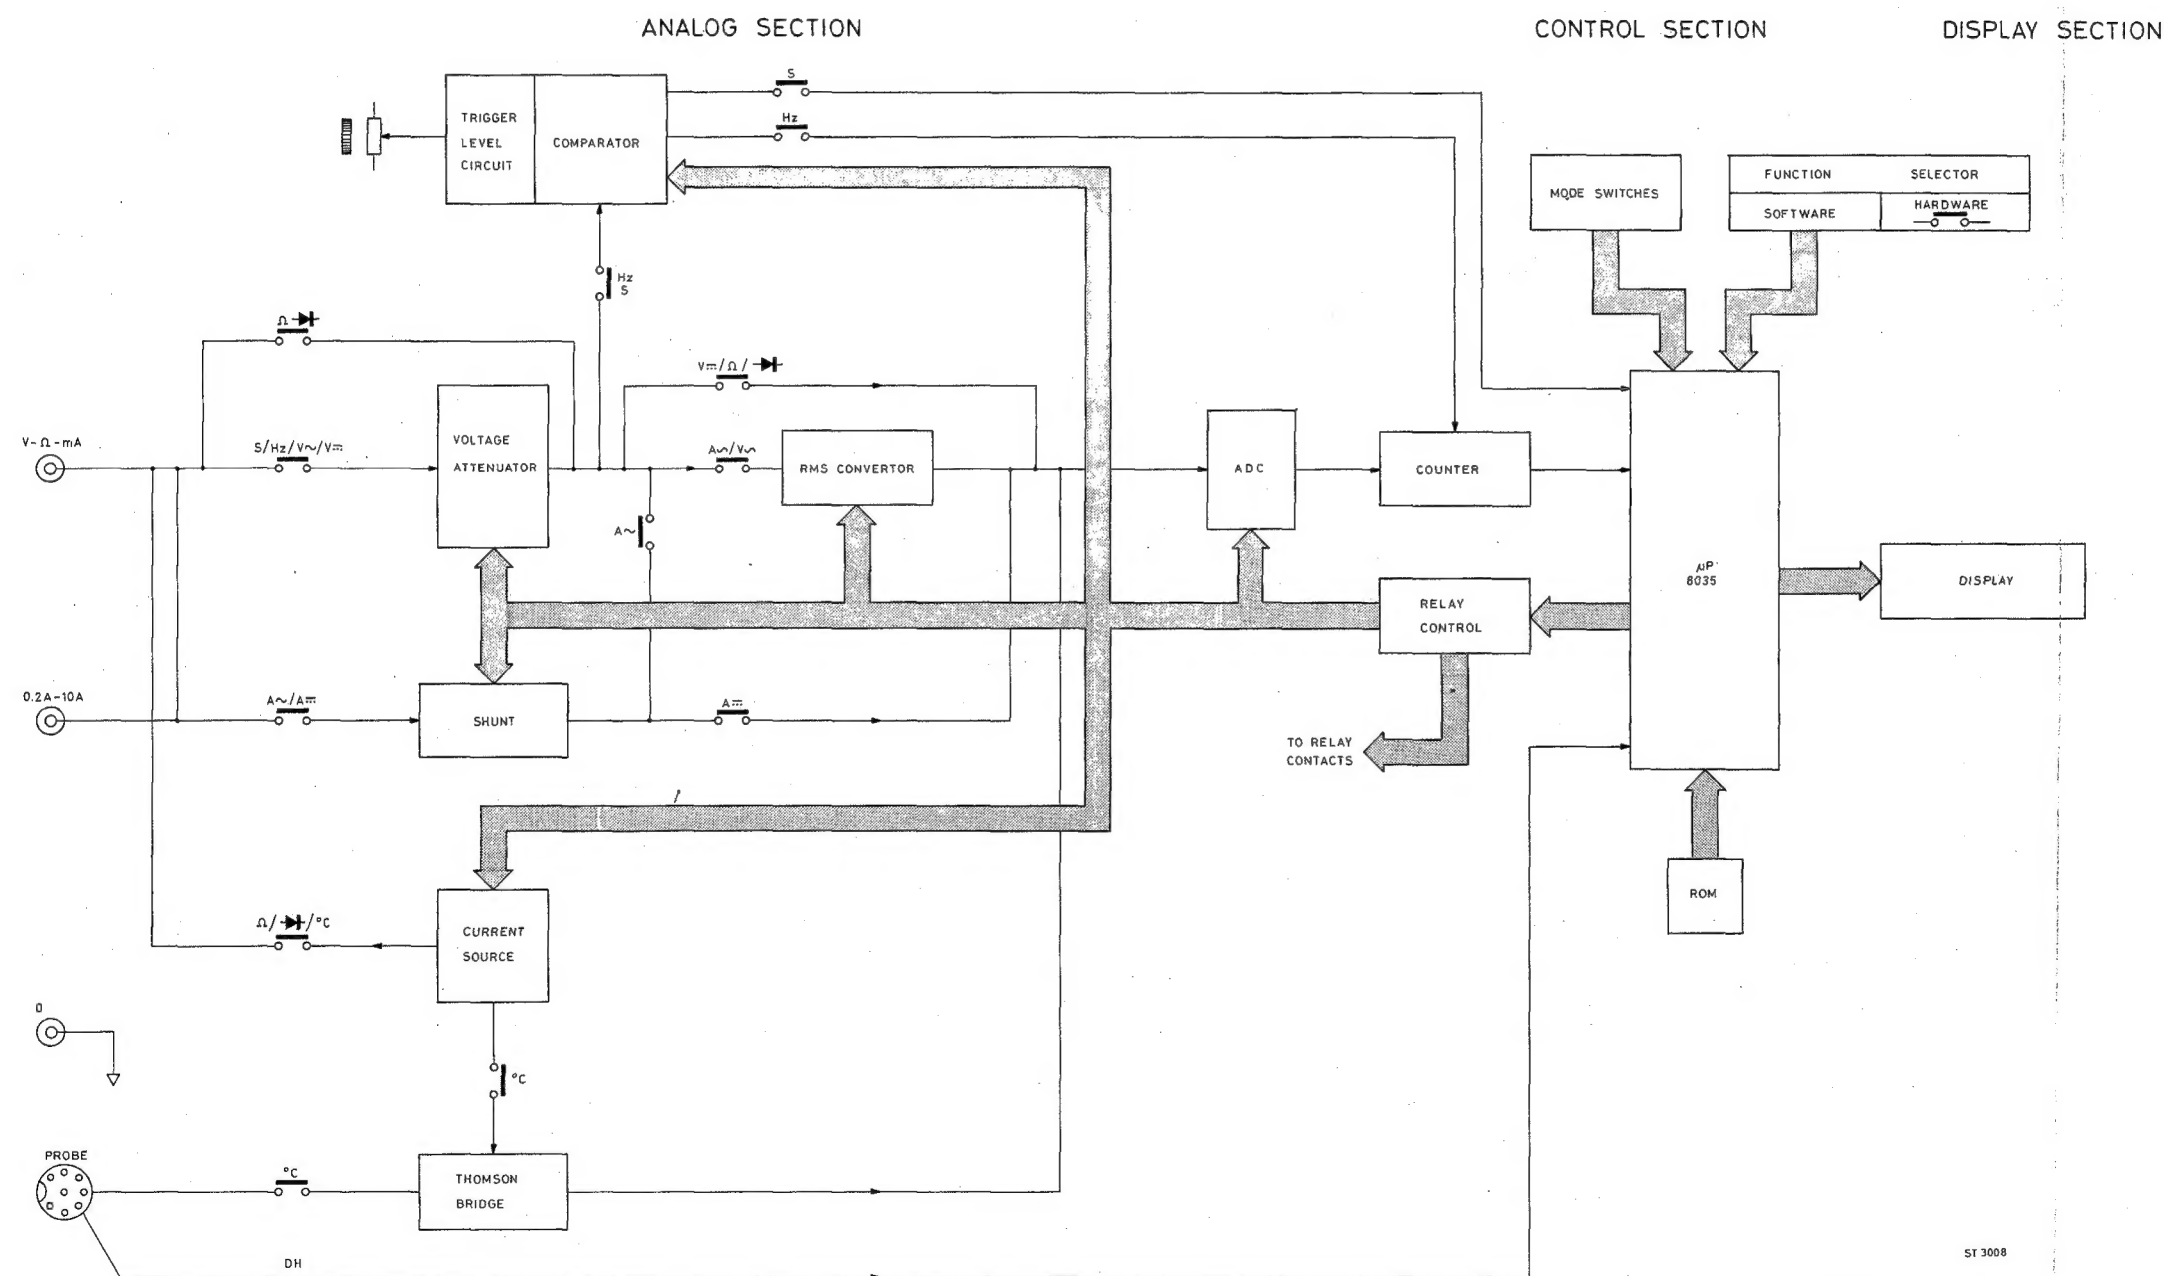 ANALOG SECTION
CONTROL SECTION
DISPLAY SECTION
S
Hz
TRIGGER
LEVEL
CIRCUIT
COMPARATOR
MODE SWITCHES
FUNCTION SELECTOR
SOFTWARE
HARDWARE
Hz
S
Ω
V⎓/Ω/
V-Ω-mA
S/Hz/V~/V⎓
VOLTAGE
ATTENUATOR
A~/V~
RMS CONVERTOR
ADC
COUNTER
A~
μP
8035
DISPLAY
RELAY
CONTROL
0.2A-10A
A~/A⎓
SHUNT
A⎓
TO RELAY
CONTACTS
ROM
Ω/ /°C
CURRENT
SOURCE
0
°C
PROBE
°C
THOMSON
BRIDGE
DH
ST 3008